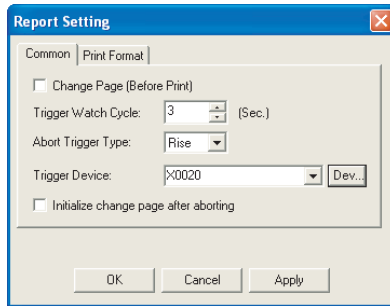 Report Setting
Common Print Format
Change Page (Before Print)
Trigger Watch Cycle: 3 (Sec.)
Abort Trigger Type: Rise
Trigger Device: X0020 Dev...
Initialize change page after aborting
OK Cancel Apply